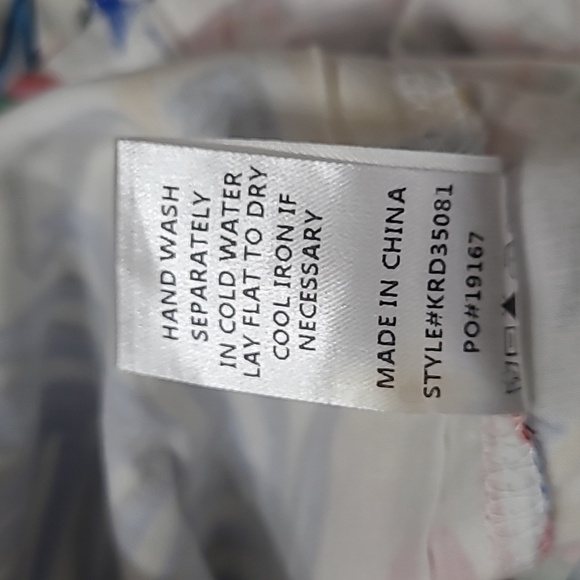 HAND WASH
SEPARATELY
IN COLD WATER
LAY FLAT TO DRY
COOL IRON IF
NECESSARY
MADE IN CHINA
STYLE#KRD35081
PO#19167